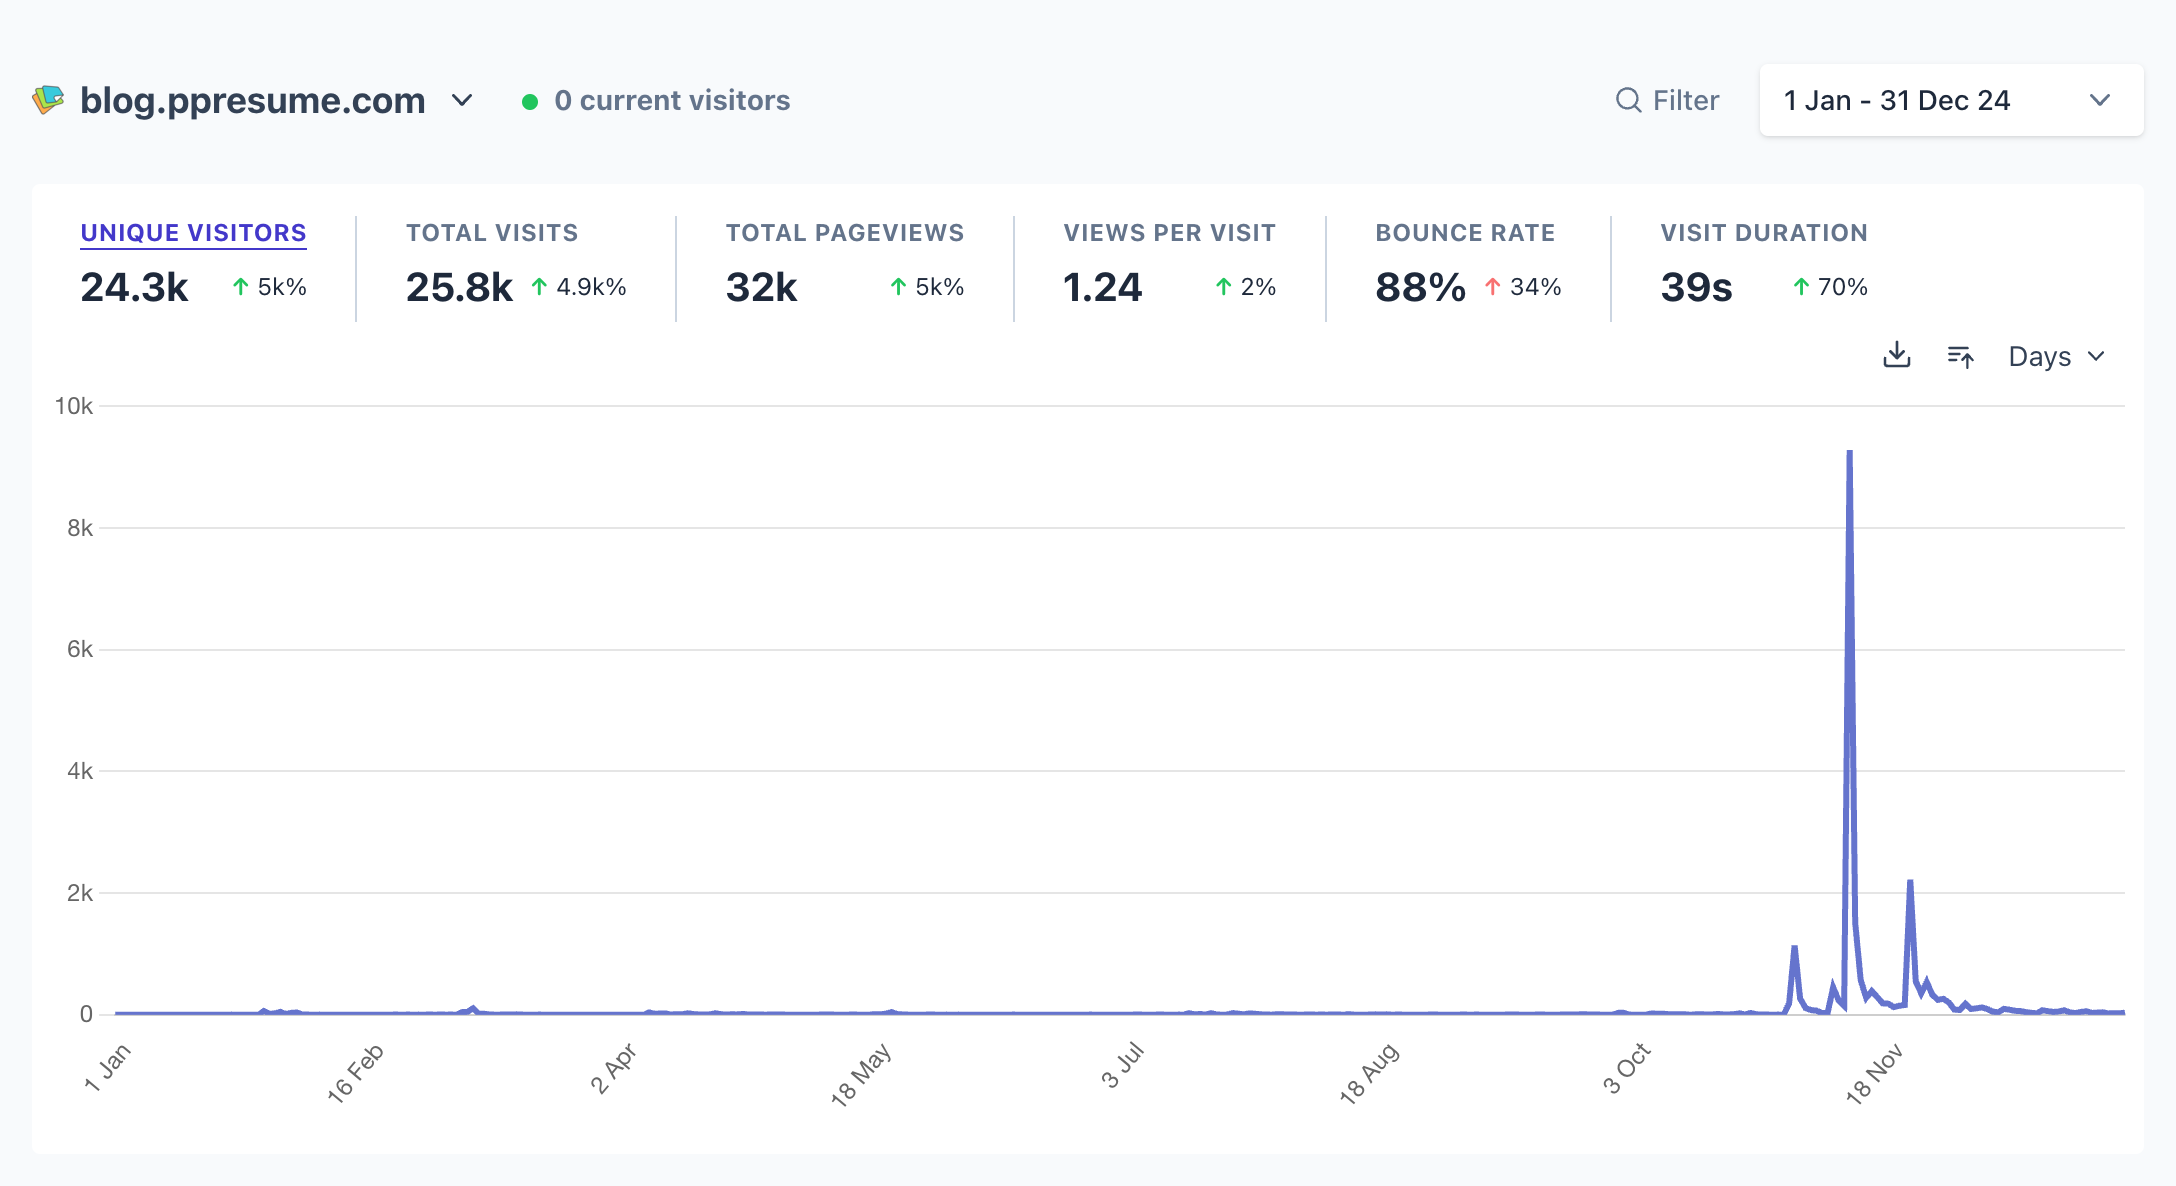 blog.ppresume.com
0 current visitors
Filter
1 Jan - 31 Dec 24
UNIQUE VISITORS
24.3k
5k%
TOTAL VISITS
25.8k
4.9k%
TOTAL PAGEVIEWS
32k
5k%
VIEWS PER VISIT
1.24
2%
BOUNCE RATE
88%
34%
VISIT DURATION
39s
70%
Days
10k
8k
6k
4k
2k
0
1 Jan
16 Feb
2 Apr
18 May
3 Jul
18 Aug
3 Oct
18 Nov